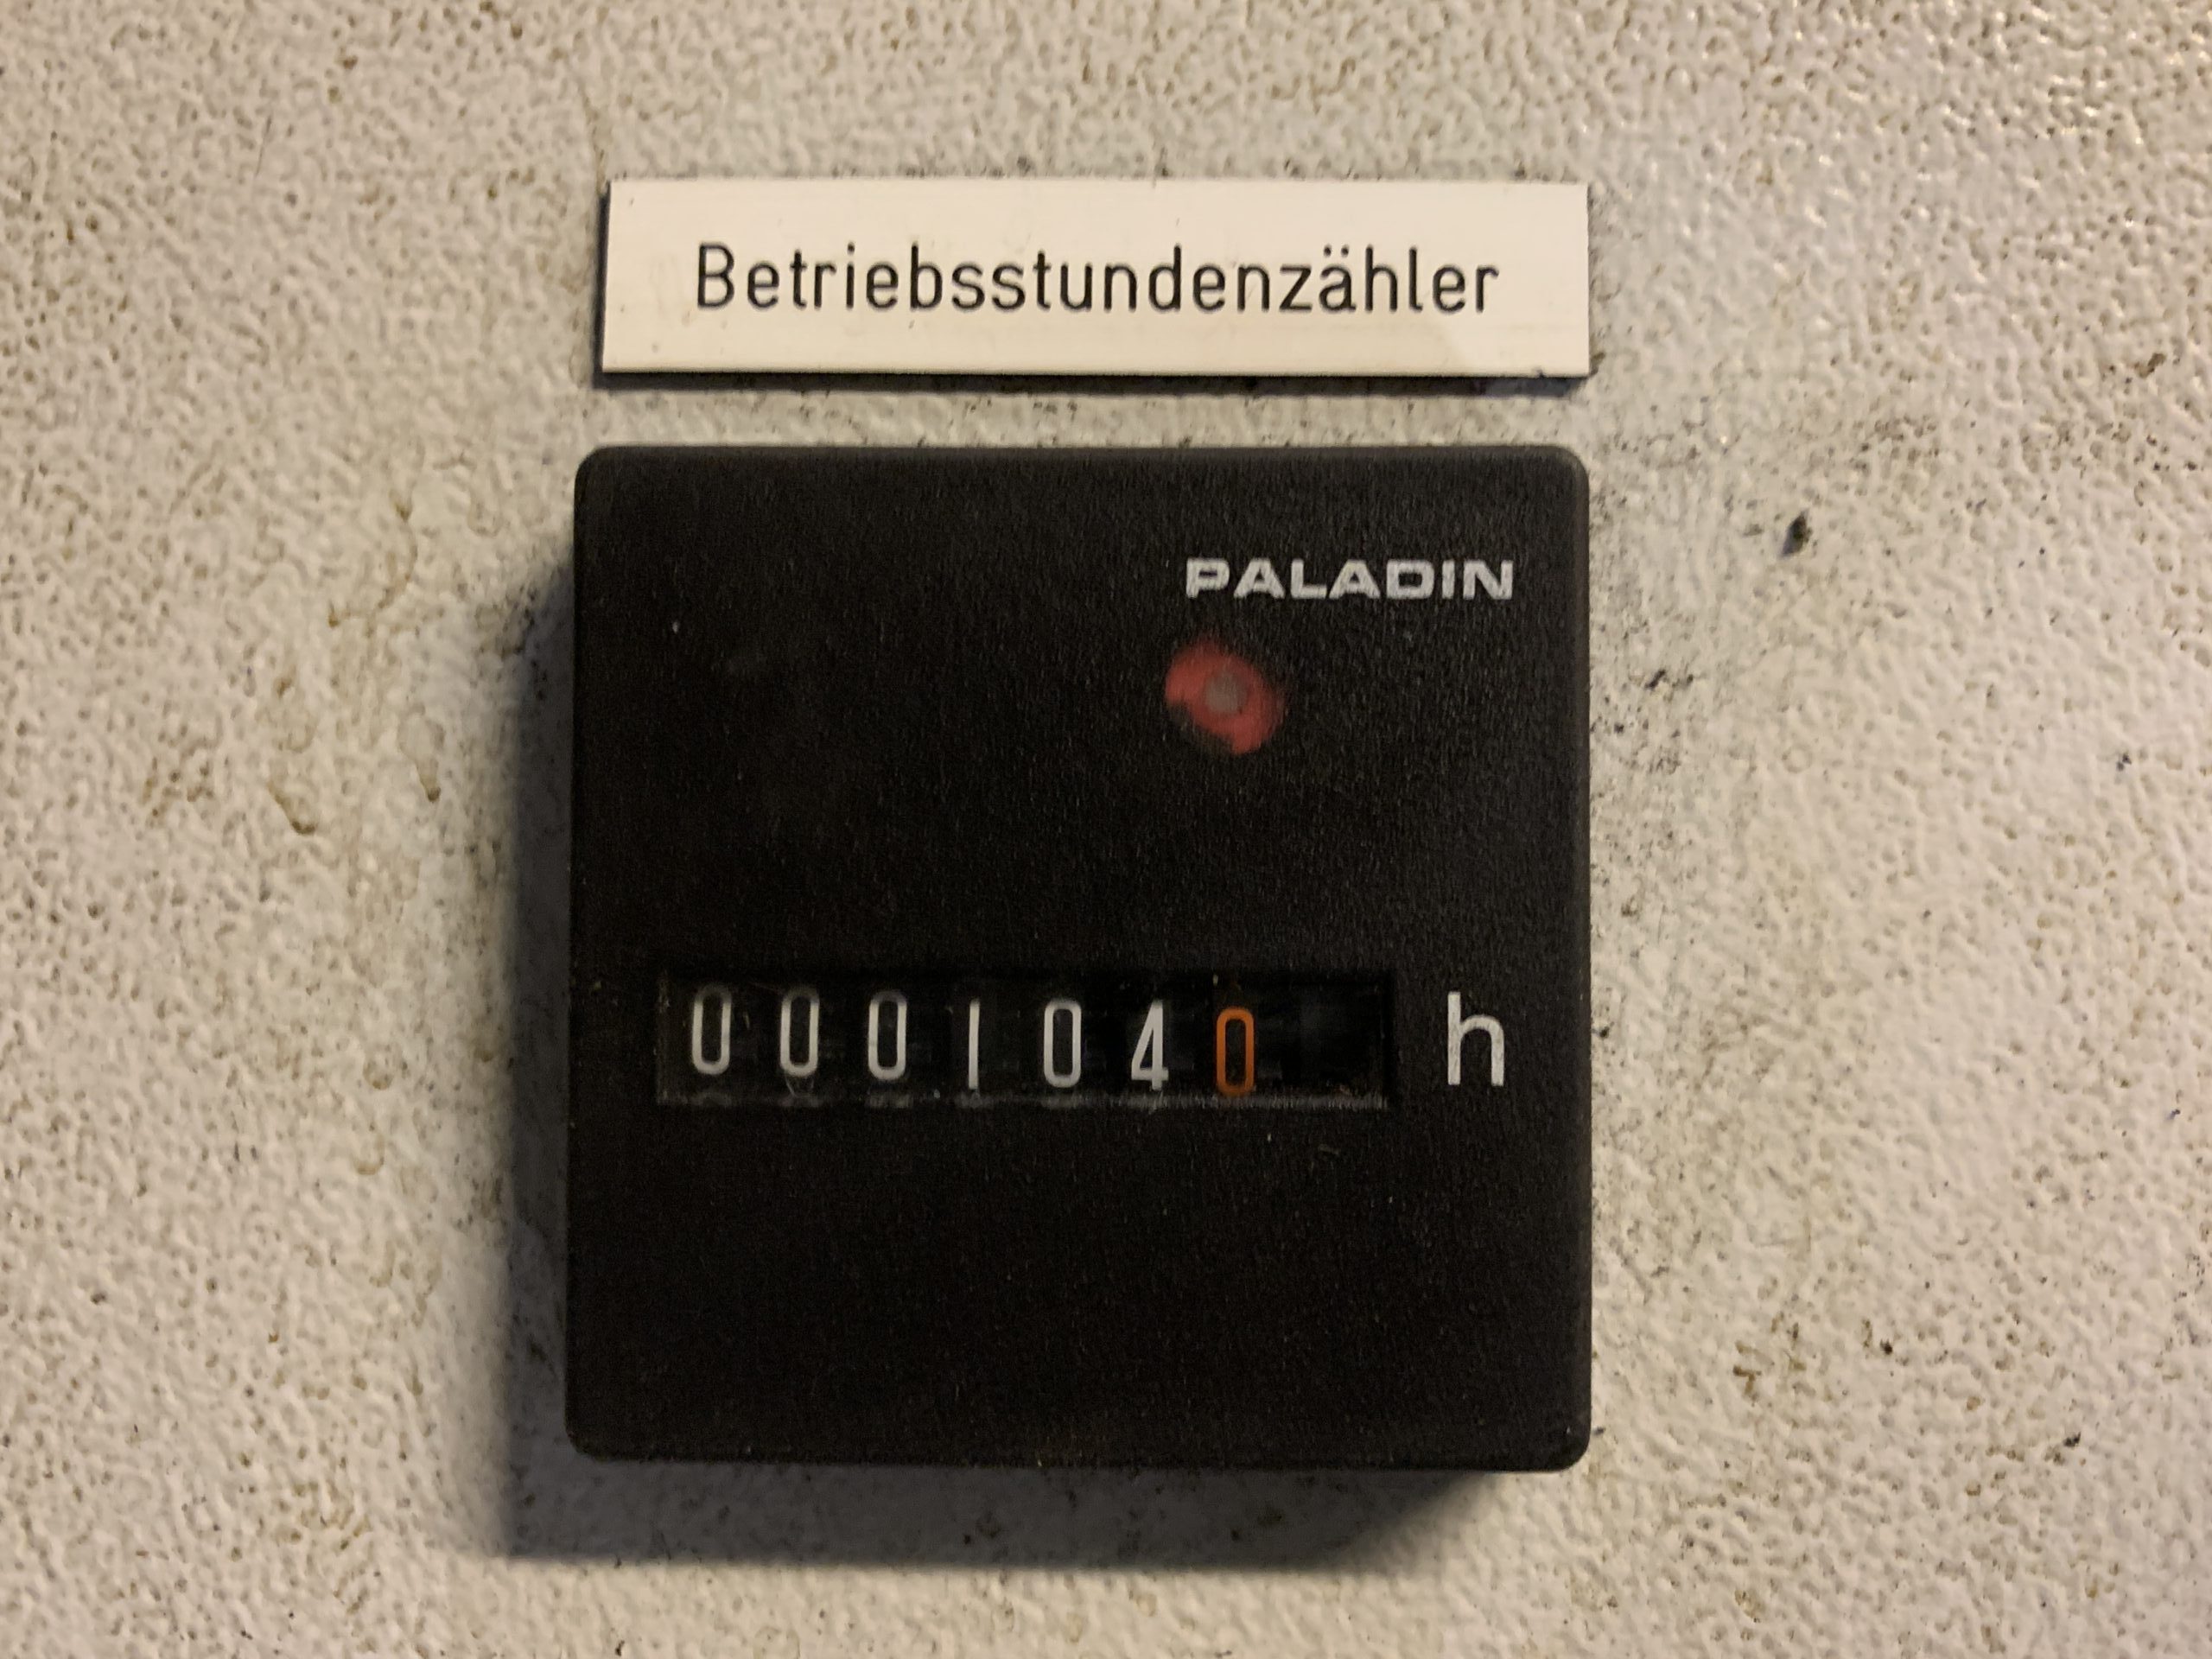 Betriebsstundenzähler
PALADIN
0001040 h